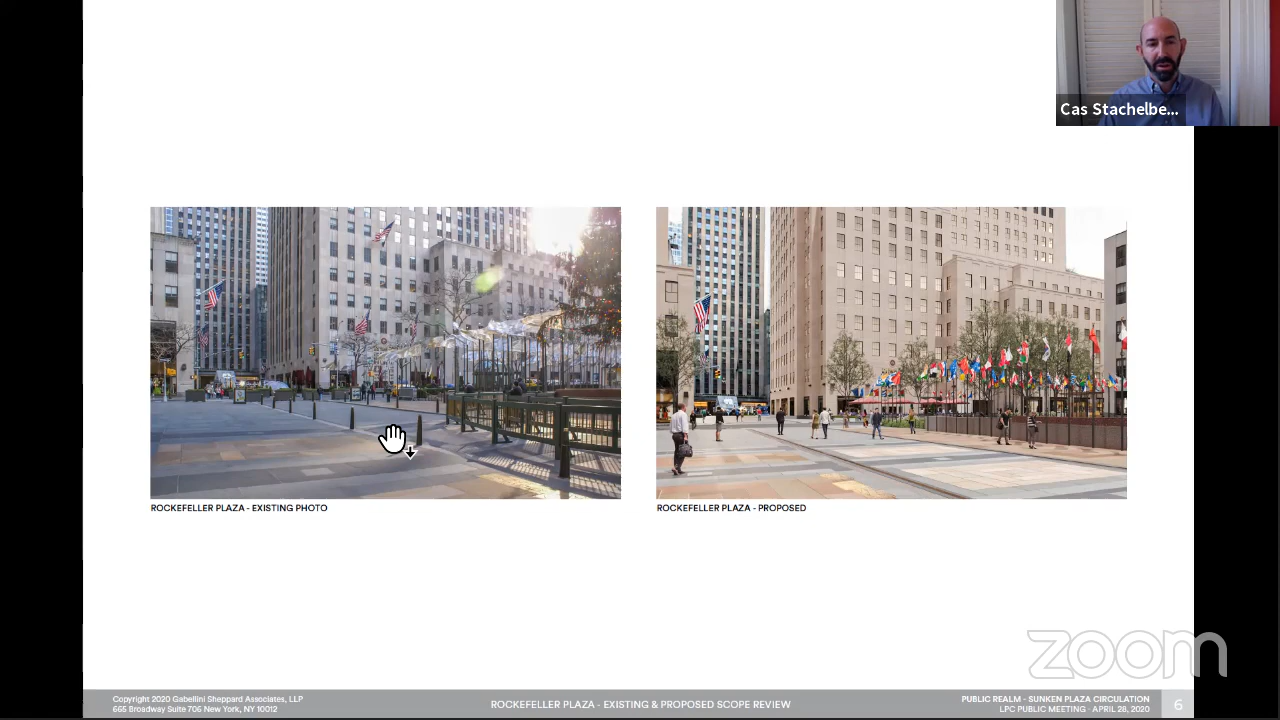 Cas Stachelbe...
ROCKEFELLER PLAZA - EXISTING PHOTO
ROCKEFELLER PLAZA - PROPOSED
zoom
Copyright 2020 Gabellini Sheppard Associates, LLP
665 Broadway Suite 706 New York, NY 10012
ROCKEFELLER PLAZA - EXISTING & PROPOSED SCOPE REVIEW
PUBLIC REALM - SUNKEN PLAZA CIRCULATION
LPC PUBLIC MEETING - APRIL 28, 2020
6